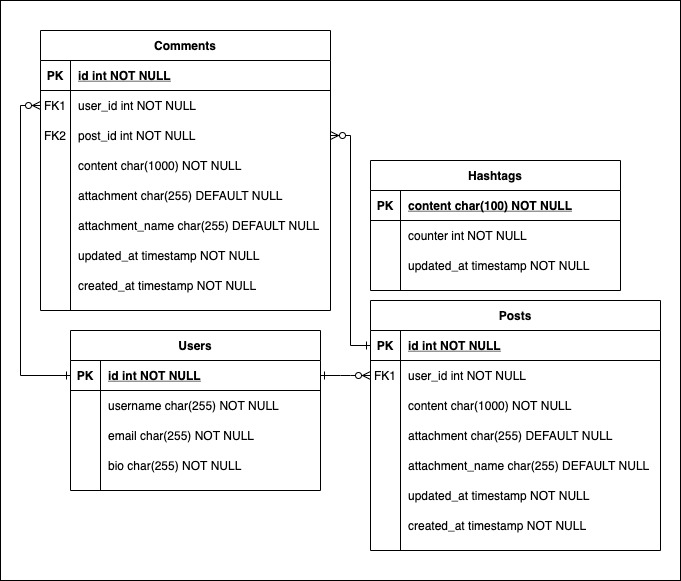 Comments
PK id int NOT NULL
FK1 user_id int NOT NULL
FK2 post_id int NOT NULL
content char(1000) NOT NULL
attachment char(255) DEFAULT NULL
attachment_name char(255) DEFAULT NULL
updated_at timestamp NOT NULL
created_at timestamp NOT NULL
Hashtags
PK content char(100) NOT NULL
counter int NOT NULL
updated_at timestamp NOT NULL
Users
PK id int NOT NULL
username char(255) NOT NULL
email char(255) NOT NULL
bio char(255) NOT NULL
Posts
PK id int NOT NULL
FK1 user_id int NOT NULL
content char(1000) NOT NULL
attachment char(255) DEFAULT NULL
attachment_name char(255) DEFAULT NULL
updated_at timestamp NOT NULL
created_at timestamp NOT NULL